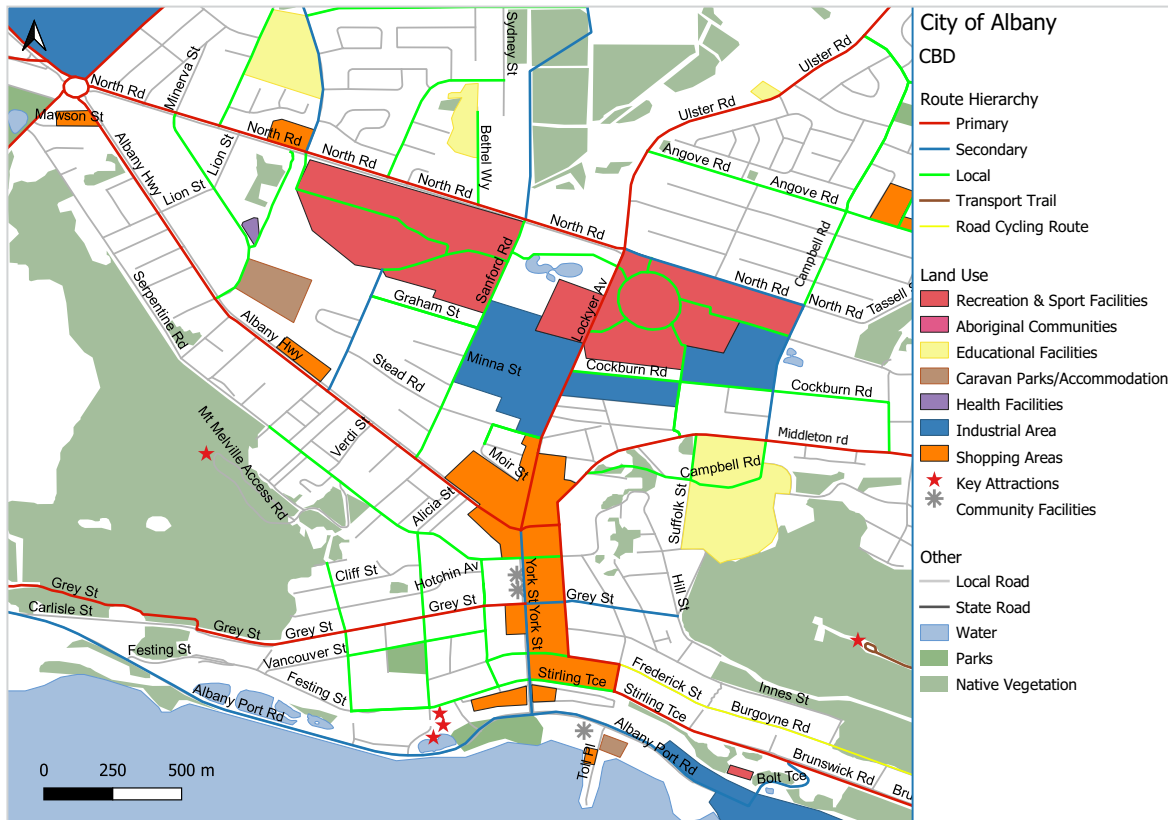 City of Albany
CBD
Route Hierarchy
Primary
Secondary
Local
Transport Trail
Road Cycling Route
Land Use
Recreation & Sport Facilities
Aboriginal Communities
Educational Facilities
Caravan Parks/Accommodation
Health Facilities
Industrial Area
Shopping Areas
Key Attractions
Community Facilities
Other
Local Road
State Road
Water
Parks
Native Vegetation
Sydney St
Ulster Rd
Minerva St
North Rd
Ulster Rd
Mawson St
North Rd
Albany Hwy
Lion St
North Rd
Bethel Wy
Angove Rd
Lion St
North Rd
Angove Rd
North Rd
Campbell Rd
Sanford Rd
North Rd
North Rd
Tassell
Serpentine Rd
Graham St
Lockyer Av
Albany Hwy
Minna St
Stead Rd
Cockburn Rd
Cockburn Rd
Mt Melville Access Rd
Verdi St
Middleton rd
Moir St
Campbell Rd
Alicia St
Suffolk St
Cliff St
Hotchin Av
York St
Hill St
Grey St
Carlisle St
Grey St
Grey St
Grey St
Grey St
York St
Festing St
Vancouver St
Festing St
Stirling Tce
Frederick St
Innes St
Albany Port Rd
Stirling Tce
Burgoyne Rd
Albany Port Rd
Toll Pl
Brunswick Rd
Bolt Tce
Bru
0 250 500 m